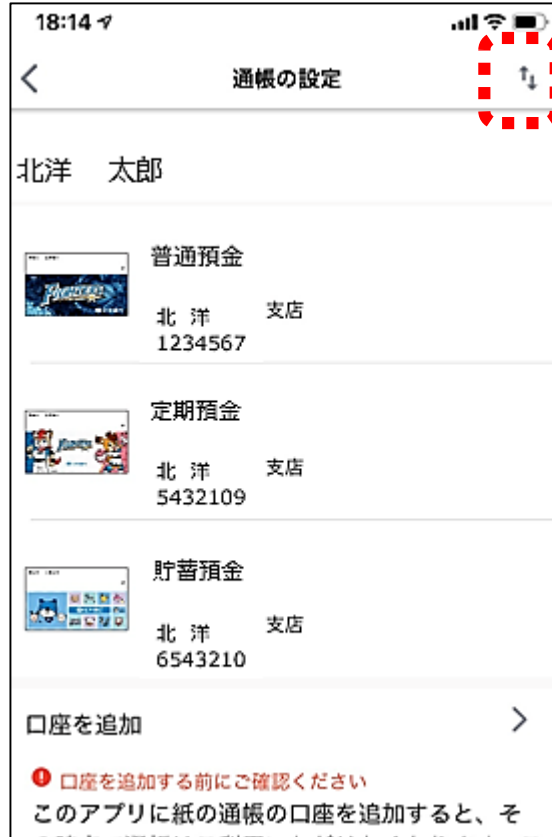 18:14
通帳の設定
北洋 太郎
普通預金
北洋 支店
1234567
定期預金
北洋 支店
5432109
貯蓄預金
北洋 支店
6543210
口座を追加
口座を追加する前にご確認ください
このアプリに紙の通帳の口座を追加すると、そ